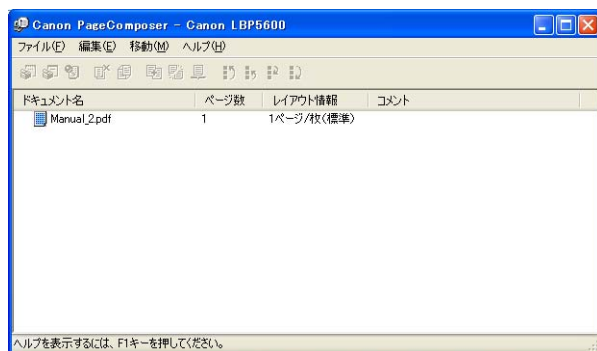 Canon PageComposer - Canon LBP5600
ファイル(F) 編集(E) 移動(M) ヘルプ(H)
ドキュメント名 ページ数 レイアウト情報 コメント
Manual_2.pdf 1 1ページ/枚(標準)
ヘルプを表示するには、F1キーを押してください。